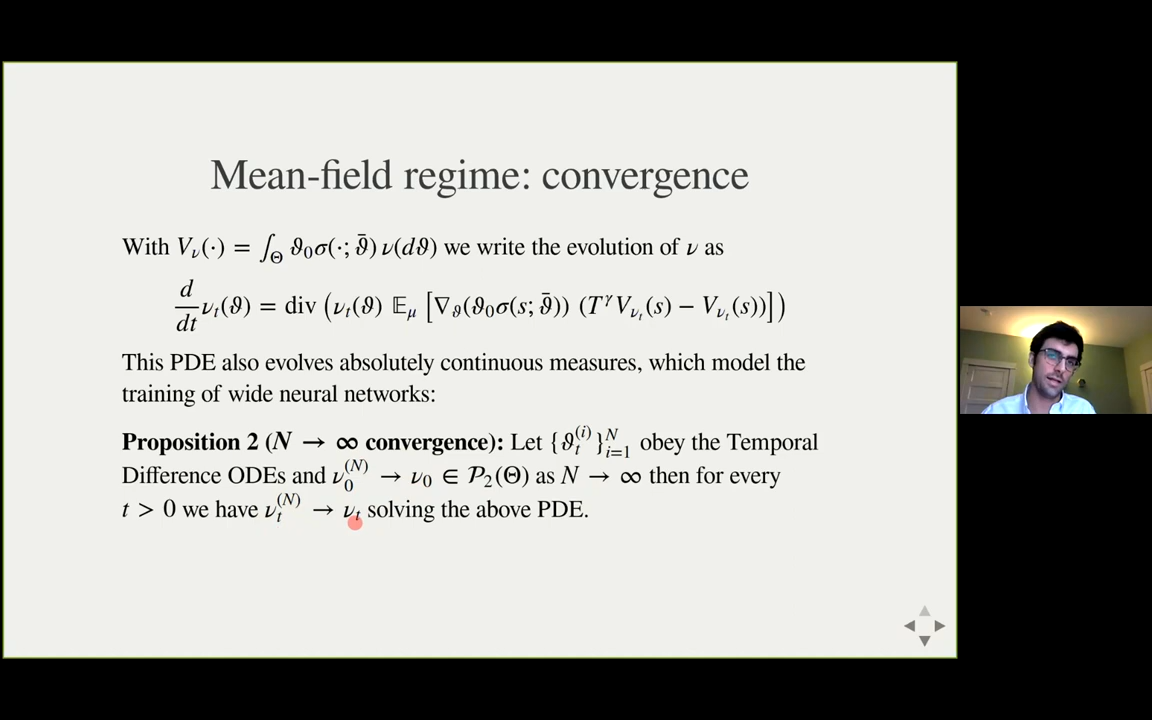 Mean-field regime: convergence
With V_ν(·) = ∫_Θ ϑ₀σ(·; ϑ̄) ν(dϑ) we write the evolution of ν as
d/dt ν_t(ϑ) = div (ν_t(ϑ) 𝔼_μ [∇_ϑ(ϑ₀σ(s; ϑ̄)) (T^γ V_{ν_t}(s) − V_{ν_t}(s))])
This PDE also evolves absolutely continuous measures, which model the
training of wide neural networks:
Proposition 2 (N → ∞ convergence): Let {ϑ_t^{(i)}}_{i=1}^N obey the Temporal
Difference ODEs and ν_0^{(N)} → ν_0 ∈ 𝒫_2(Θ) as N → ∞ then for every
t > 0 we have ν_t^{(N)} → ν_t solving the above PDE.